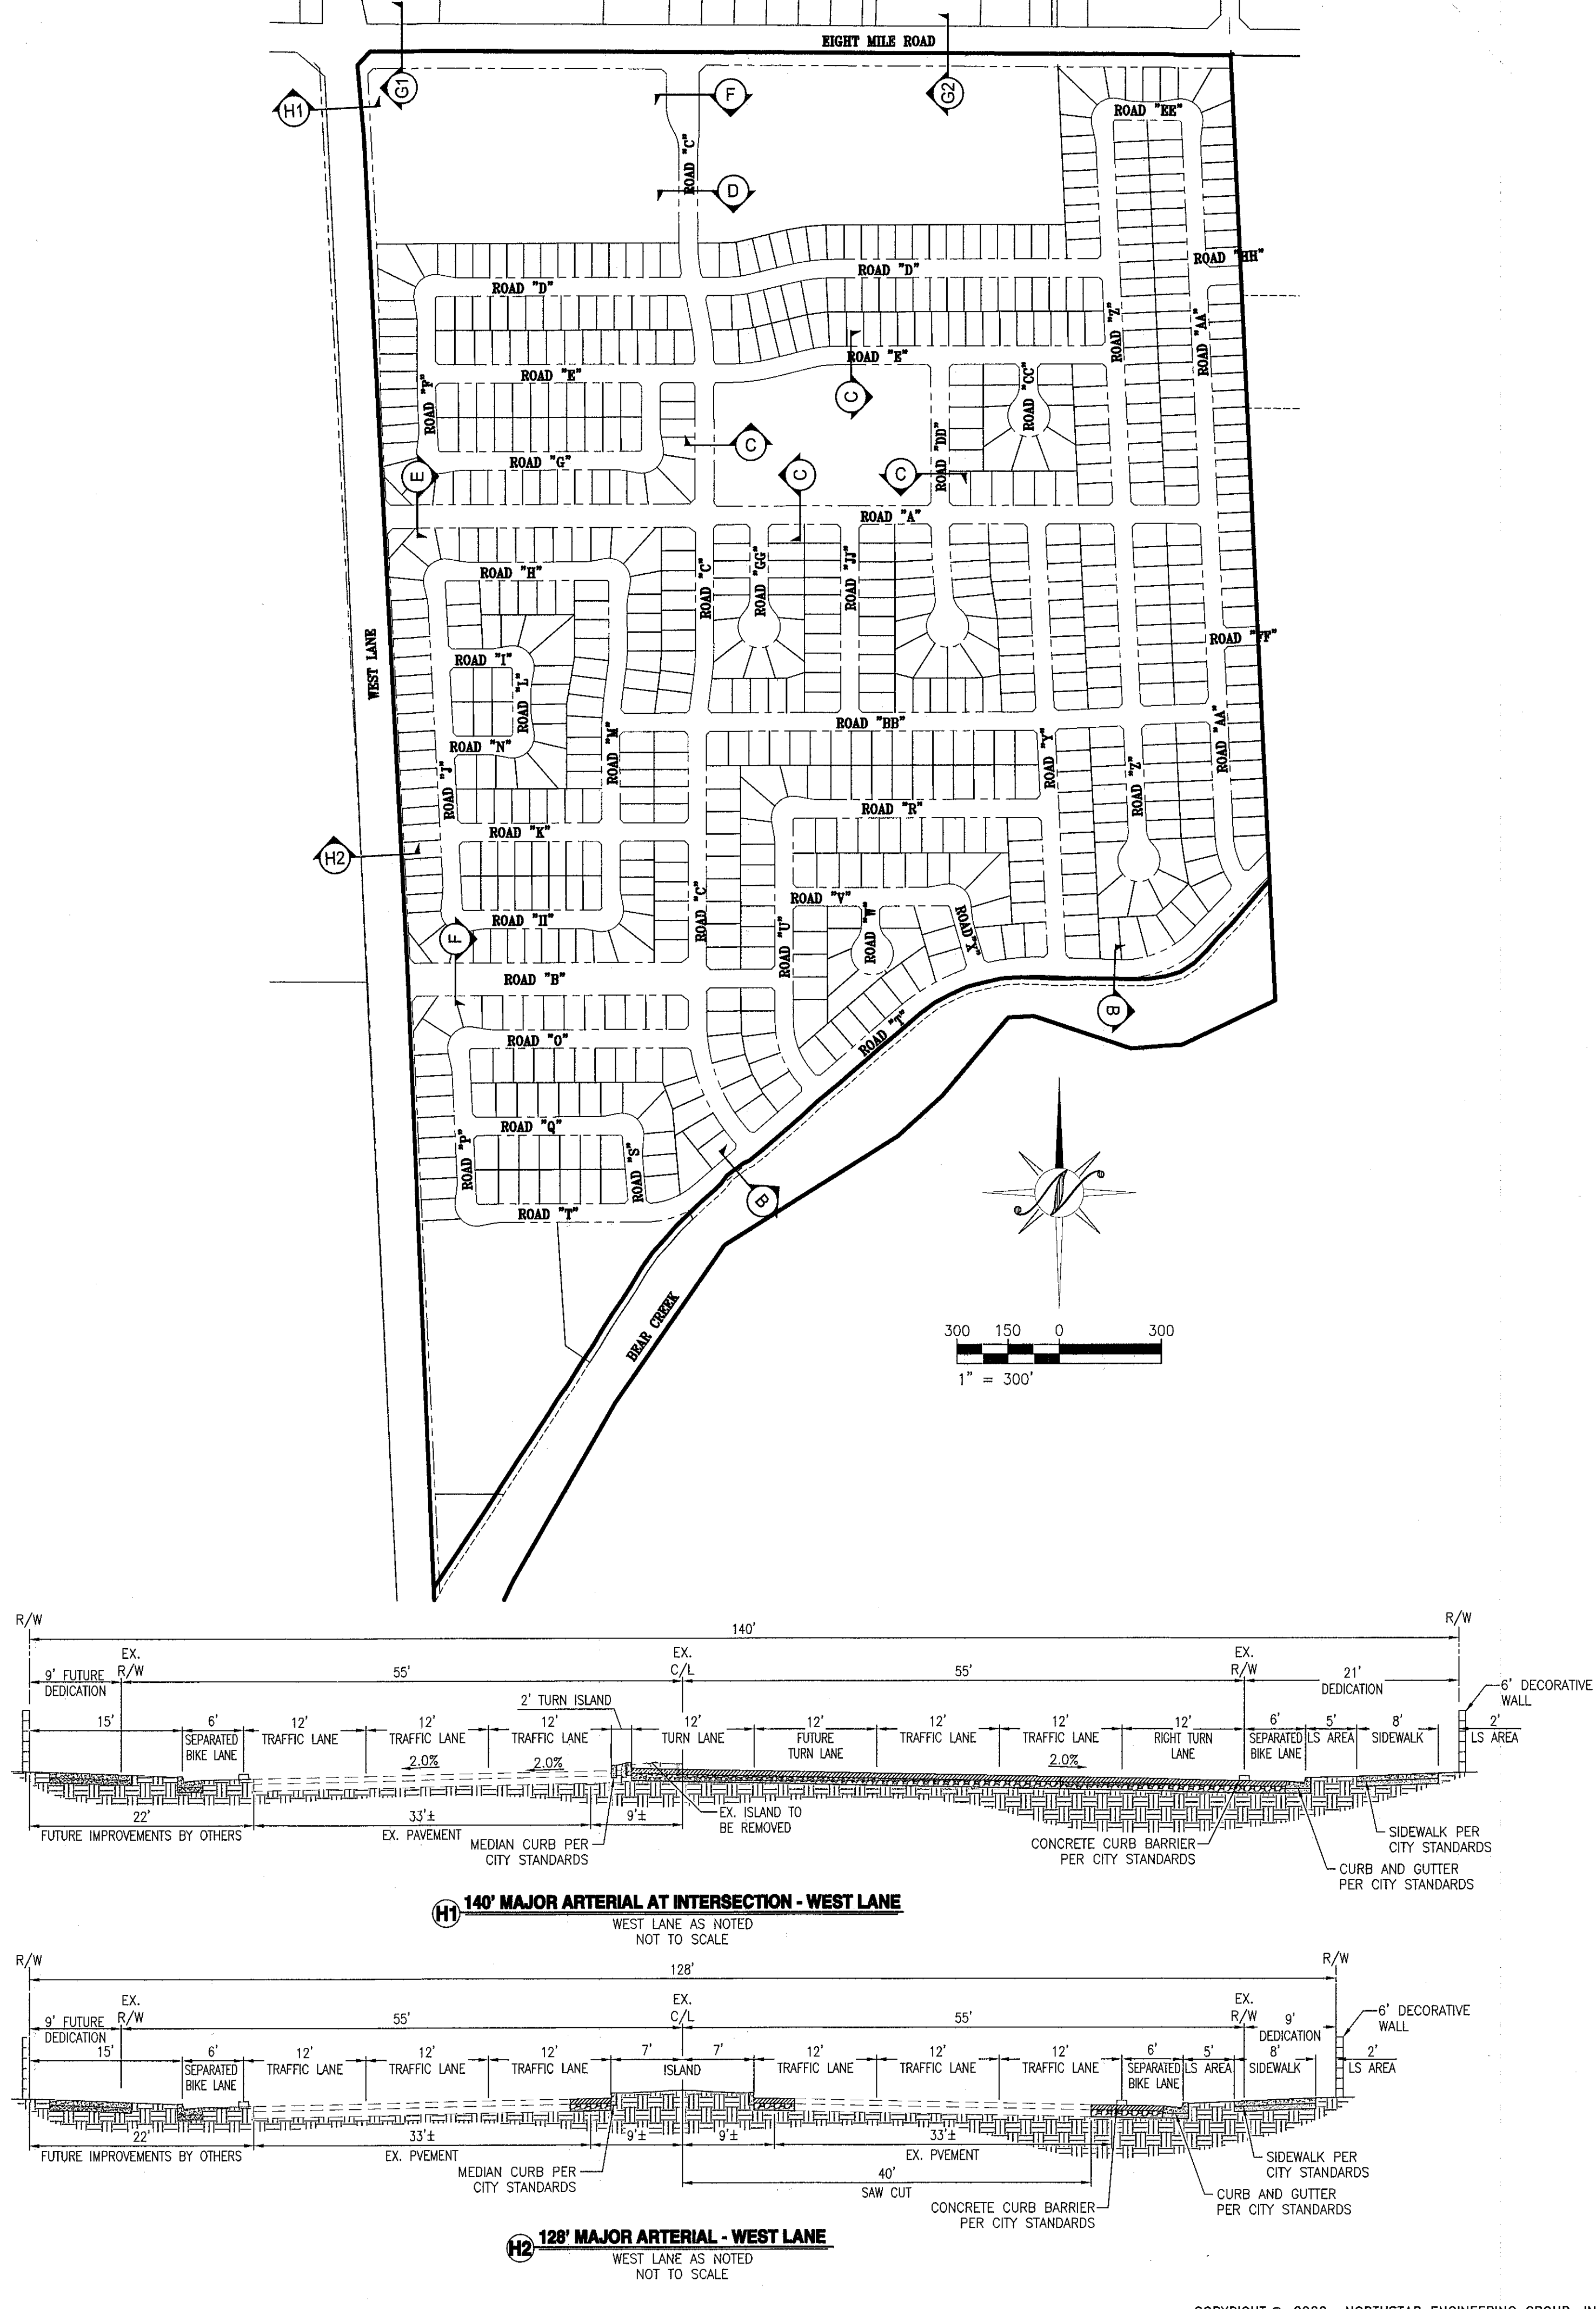 EIGHT MILE ROAD
G1
G2
H1
F
ROAD "EE"
ROAD "C"
D
ROAD "HH"
ROAD "D"
ROAD "D"
ROAD "Z"
ROAD "AA"
ROAD "E"
ROAD "E"
ROAD "F"
ROAD "CC"
C
ROAD "DD"
C
ROAD "G"
E
C
C
ROAD "A"
ROAD "H"
ROAD "C"
ROAD "GG"
ROAD "JJ"
ROAD "FF"
WEST LANE
ROAD "I"
ROAD "L"
ROAD "BB"
ROAD "N"
ROAD "M"
ROAD "Y"
ROAD "AA"
ROAD "J"
ROAD "Z"
ROAD "R"
ROAD "K"
H2
ROAD "V"
ROAD "C"
ROAD "II"
ROAD "U"
ROAD "W"
ROAD "X"
F
ROAD "B"
B
ROAD "O"
ROAD "T"
ROAD "Q"
ROAD "P"
ROAD "S"
B
ROAD "T"
N
BEAR CREEK
300 150 0 300
1" = 300'
R/W R/W
140'
EX. EX. EX.
9' FUTURE R/W 55' C/L 55' R/W 21'
DEDICATION DEDICATION
6' DECORATIVE
WALL
2' TURN ISLAND
15' 6' 12' 12' 12' 12' 12' 12' 12' 12' 6' 5' 8' 2'
SEPARATED TRAFFIC LANE TRAFFIC LANE TRAFFIC LANE TURN LANE FUTURE TRAFFIC LANE TRAFFIC LANE RIGHT TURN SEPARATED LS AREA SIDEWALK LS AREA
BIKE LANE TURN LANE LANE BIKE LANE
2.0% 2.0% 2.0%
22' 33'± 9'± EX. ISLAND TO
BE REMOVED
FUTURE IMPROVEMENTS BY OTHERS EX. PAVEMENT
MEDIAN CURB PER
CITY STANDARDS
CONCRETE CURB BARRIER
PER CITY STANDARDS
SIDEWALK PER
CITY STANDARDS
CURB AND GUTTER
PER CITY STANDARDS
H1 140' MAJOR ARTERIAL AT INTERSECTION - WEST LANE
WEST LANE AS NOTED
NOT TO SCALE
R/W R/W
128'
EX. EX. EX.
9' FUTURE R/W 55' C/L 55' R/W 9'
DEDICATION DEDICATION
6' DECORATIVE
WALL
15' 6' 12' 12' 12' 7' 7' 12' 12' 12' 6' 5' 8' 2'
SEPARATED TRAFFIC LANE TRAFFIC LANE TRAFFIC LANE ISLAND TRAFFIC LANE TRAFFIC LANE TRAFFIC LANE SEPARATED LS AREA SIDEWALK LS AREA
BIKE LANE BIKE LANE
22' 33'± 9'± 9'± 33'±
FUTURE IMPROVEMENTS BY OTHERS EX. PVEMENT EX. PVEMENT
MEDIAN CURB PER
CITY STANDARDS
40'
SAW CUT
SIDEWALK PER
CITY STANDARDS
CURB AND GUTTER
PER CITY STANDARDS
CONCRETE CURB BARRIER
PER CITY STANDARDS
H2 128' MAJOR ARTERIAL - WEST LANE
WEST LANE AS NOTED
NOT TO SCALE